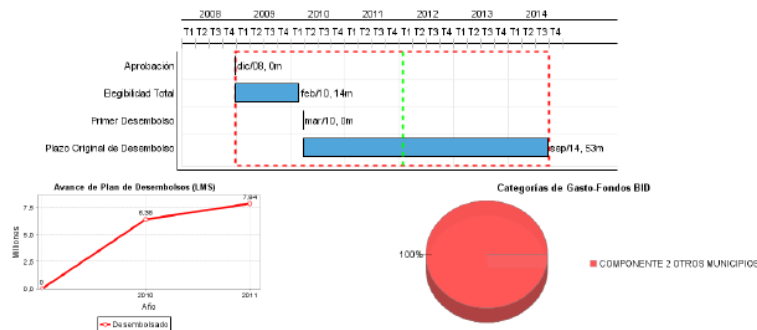 2008 2009 2010 2011 2012 2013 2014
T1 T2 T3 T4 T1 T2 T3 T4 T1 T2 T3 T4 T1 T2 T3 T4 T1 T2 T3 T4 T1 T2 T3 T4 T1 T2 T3 T4
Aprobación dic/08, 0m
Elegibilidad Total feb/10, 14m
Primer Desembolso mar/10, 0m
Plazo Original de Desembolso sep/14, 53m
Avance de Plan de Desembolsos (LMS)
Millones
7,5
5,0
2,5
0,0
0
6,36
7,94
2010 2011
Año
Desembolsado
Categorías de Gasto-Fondos BID
100%
COMPONENTE 2 OTROS MUNICIPIOS